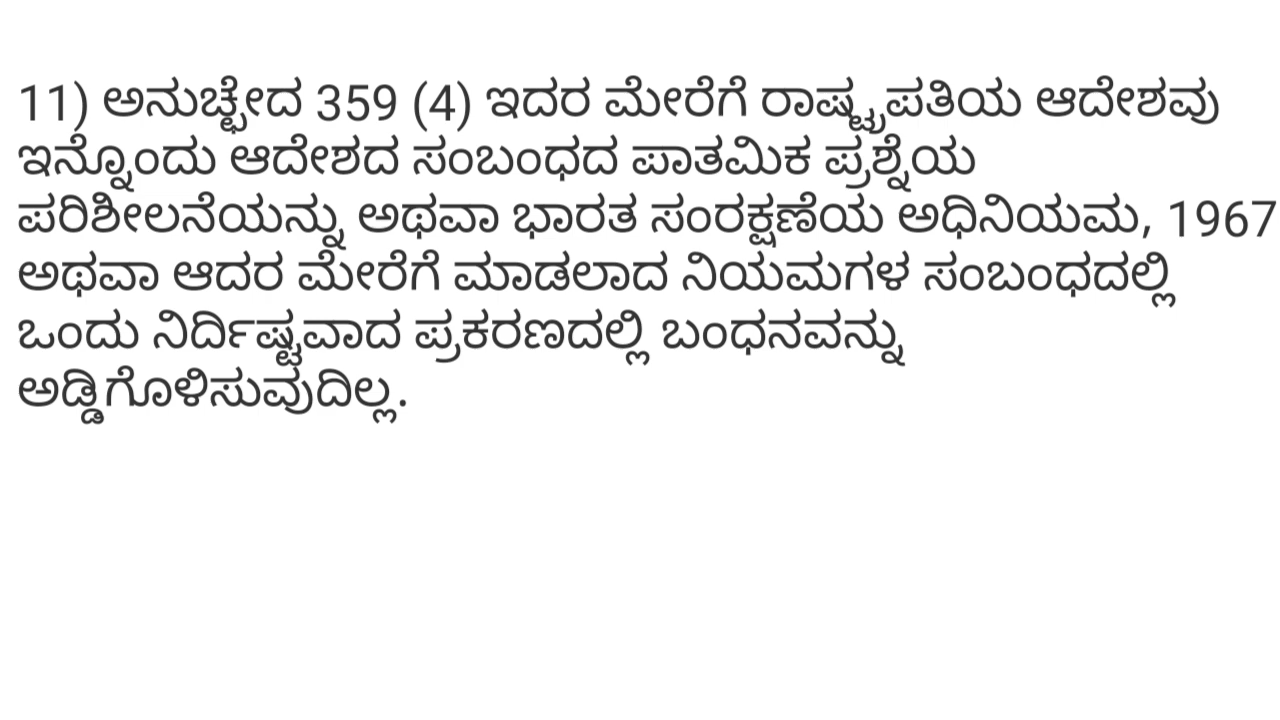 11) ಅನುಚ್ಛೇದ 359 (4) ಇದರ ಮೇರೆಗೆ ರಾಷ್ಟ್ರಪತಿಯ ಆದೇಶವು
ಇನ್ನೊಂದು ಆದೇಶದ ಸಂಬಂಧದ ಪಾತಮಿಕ ಪ್ರಶ್ನೆಯ
ಪರಿಶೀಲನೆಯನ್ನು ಅಥವಾ ಭಾರತ ಸಂರಕ್ಷಣೆಯ ಅಧಿನಿಯಮ, 1967
ಅಥವಾ ಆದರ ಮೇರೆಗೆ ಮಾಡಲಾದ ನಿಯಮಗಳ ಸಂಬಂಧದಲ್ಲಿ
ಒಂದು ನಿರ್ದಿಷ್ಟವಾದ ಪ್ರಕರಣದಲ್ಲಿ ಬಂಧನವನ್ನು
ಅಡ್ಡಿಗೊಳಿಸುವುದಿಲ್ಲ.